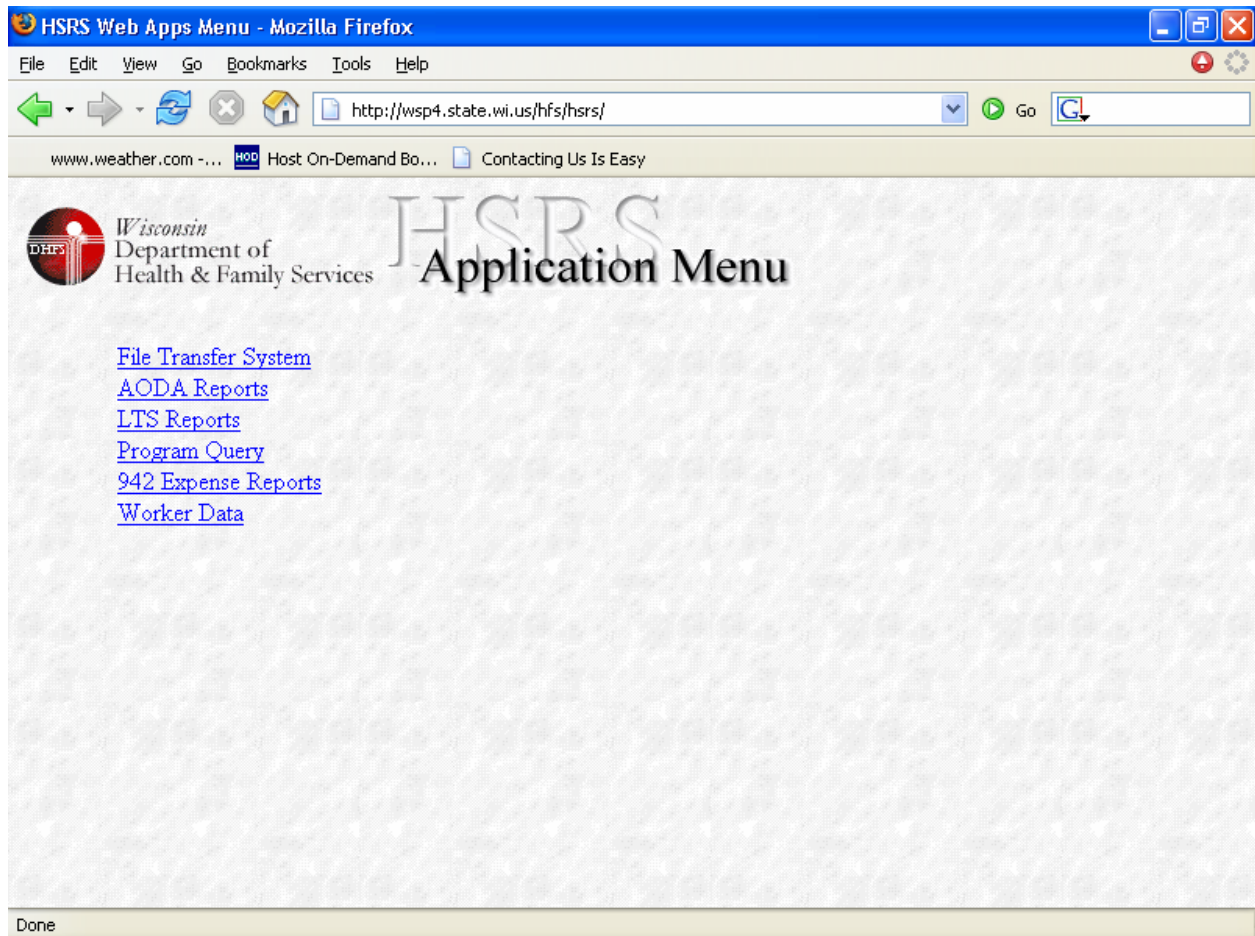 HSRS Web Apps Menu - Mozilla Firefox
File Edit View Go Bookmarks Tools Help
http://wsp4.state.wi.us/hfs/hsrs/ Go G
www.weather.com -... HOD Host On-Demand Bo... Contacting Us Is Easy
HSRS
DHFS Wisconsin
Department of
Health & Family Services
Application Menu
File Transfer System
AODA Reports
LTS Reports
Program Query
942 Expense Reports
Worker Data
Done